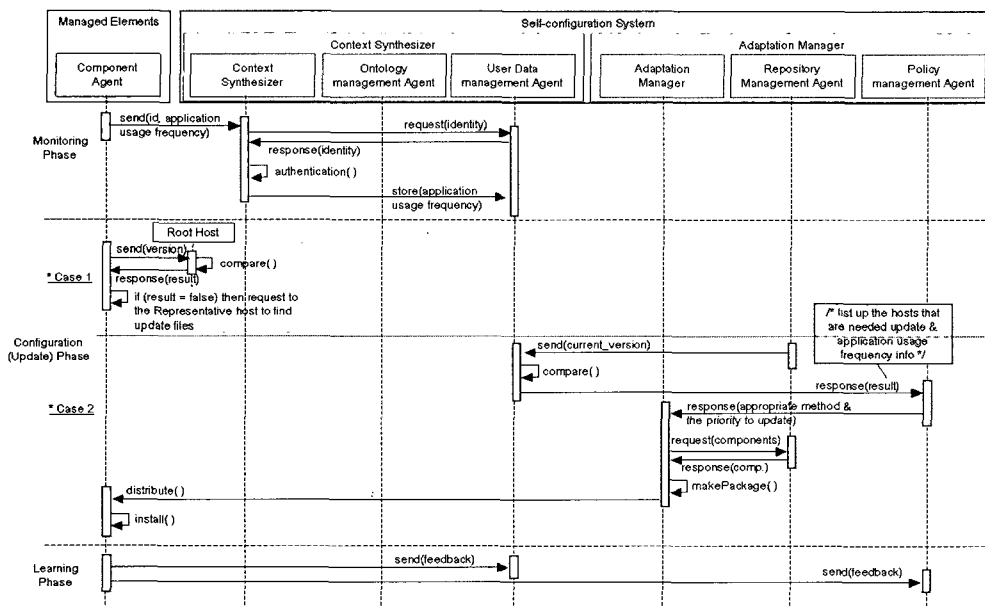 Managed Elements
Self-configuration System
Context Synthesizer
Adaptation Manager
Component
Agent
Context
Synthesizer
Ontology
management Agent
User Data
management Agent
Adaptation
Manager
Repository
Management Agent
Policy
management Agent
Monitoring
Phase
send(id, application
usage frequency)
request(identity)
response(identity)
authentication( )
store(application
usage frequency)
Root Host
send(version)
compare( )
* Case 1
response(result)
if (result = false) then request to
the Representative host to find
update files
/* list up the hosts that
are needed update &
application usage
frequency info */
Configuration
(Update) Phase
send(current_version)
compare( )
response(result)
* Case 2
response(appropriate method &
the priority to update)
request(components)
response(comp.)
makePackage( )
distribute( )
install( )
Learning
Phase
send(feedback)
send(feedback)